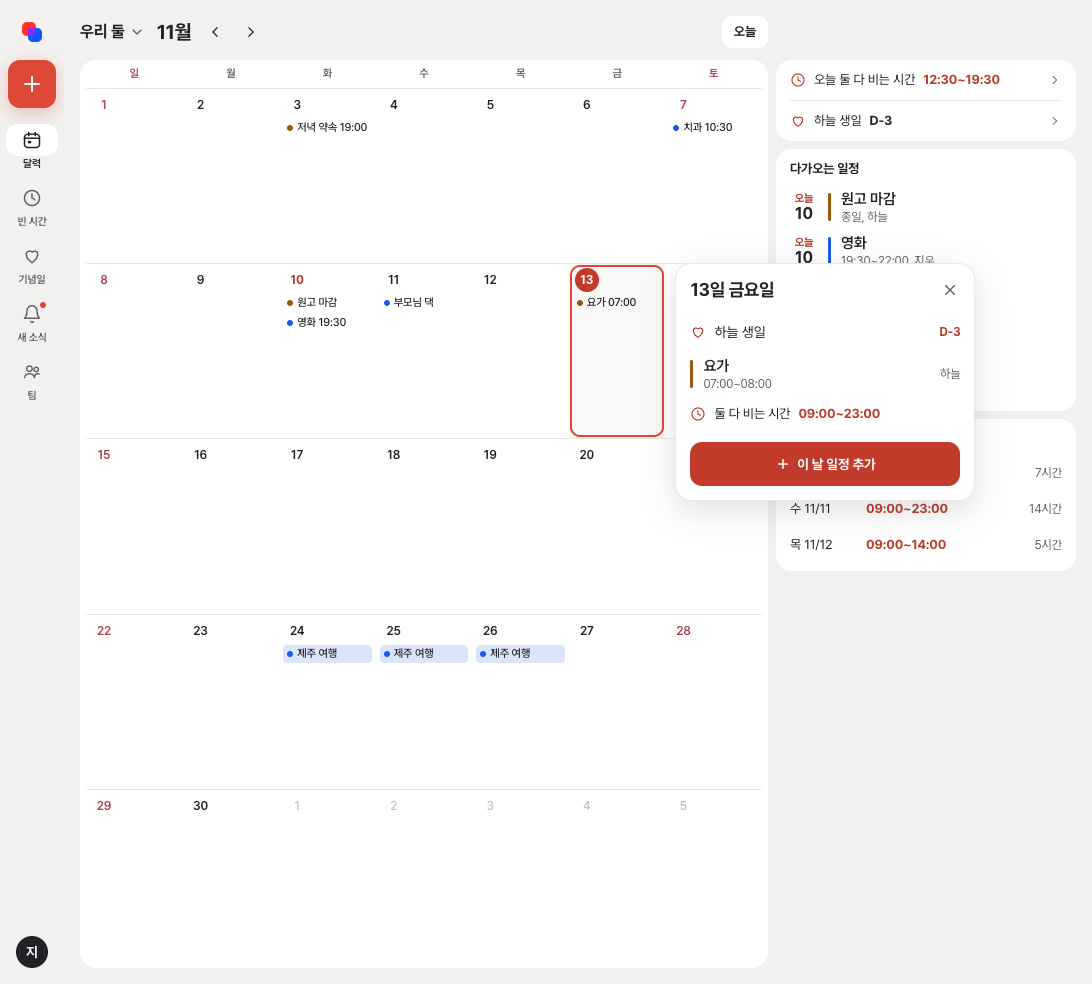 우리 둘
11월
오늘
일 월 화 수 목 금 토
1 2 3 4 5 6 7
저녁 약속 19:00
치과 10:30
8 9 10 11 12 13
원고 마감
부모님 댁
요가 07:00
영화 19:30
15 16 17 18 19 20
22 23 24 25 26 27 28
제주 여행
제주 여행
제주 여행
29 30 1 2 3 4 5
달력
빈 시간
기념일
새 소식
팀
지
오늘 둘 다 비는 시간 12:30~19:30
하늘 생일 D-3
다가오는 일정
오늘
10
원고 마감
종일, 하늘
오늘
10
영화
19:30~22:00, 지우
13일 금요일
하늘 생일 D-3
요가
07:00~08:00
하늘
둘 다 비는 시간 09:00~23:00
이 날 일정 추가
7시간
수 11/11 09:00~23:00 14시간
목 11/12 09:00~14:00 5시간